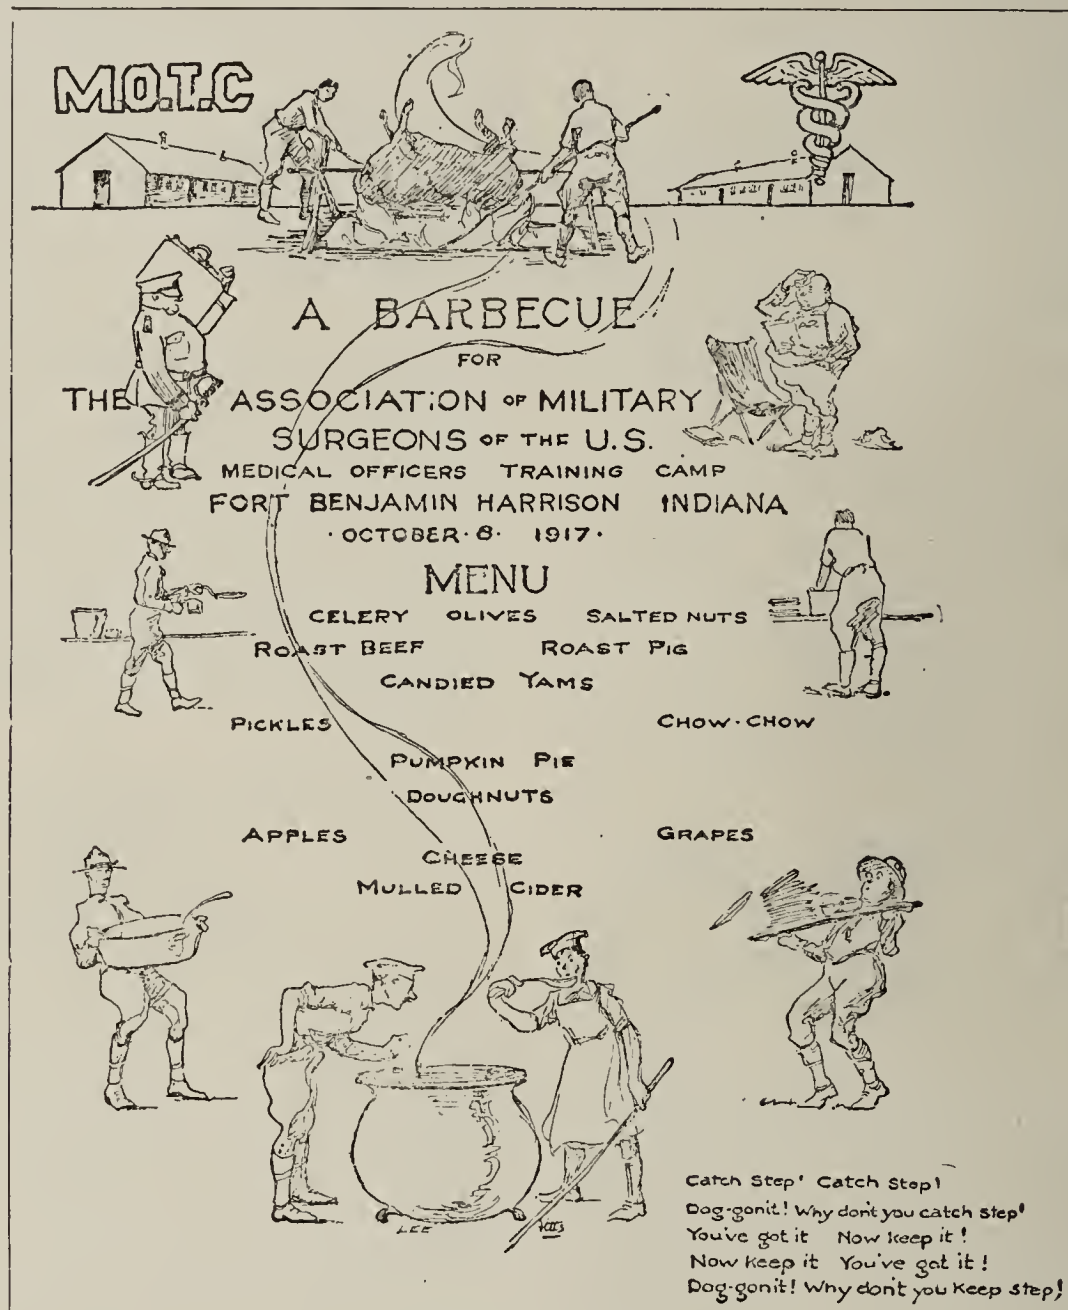 M.O.T.C
A BARBECUE
FOR
THE ASSOCIATION OF MILITARY
SURGEONS OF THE U.S.
MEDICAL OFFICERS TRAINING CAMP
FORT BENJAMIN HARRISON INDIANA
· OCTOBER · 8 · 1917 ·
MENU
CELERY OLIVES SALTED NUTS
ROAST BEEF ROAST PIG
CANDIED YAMS
PICKLES CHOW-CHOW
PUMPKIN PIE
DOUGHNUTS
APPLES GRAPES
CHEESE
MULLED CIDER
LEE
Catch Step! Catch Step!
Dog-gonit! Why don't you catch step!
You've got it Now keep it!
Now keep it You've got it!
Dog-gonit! Why don't you keep step!